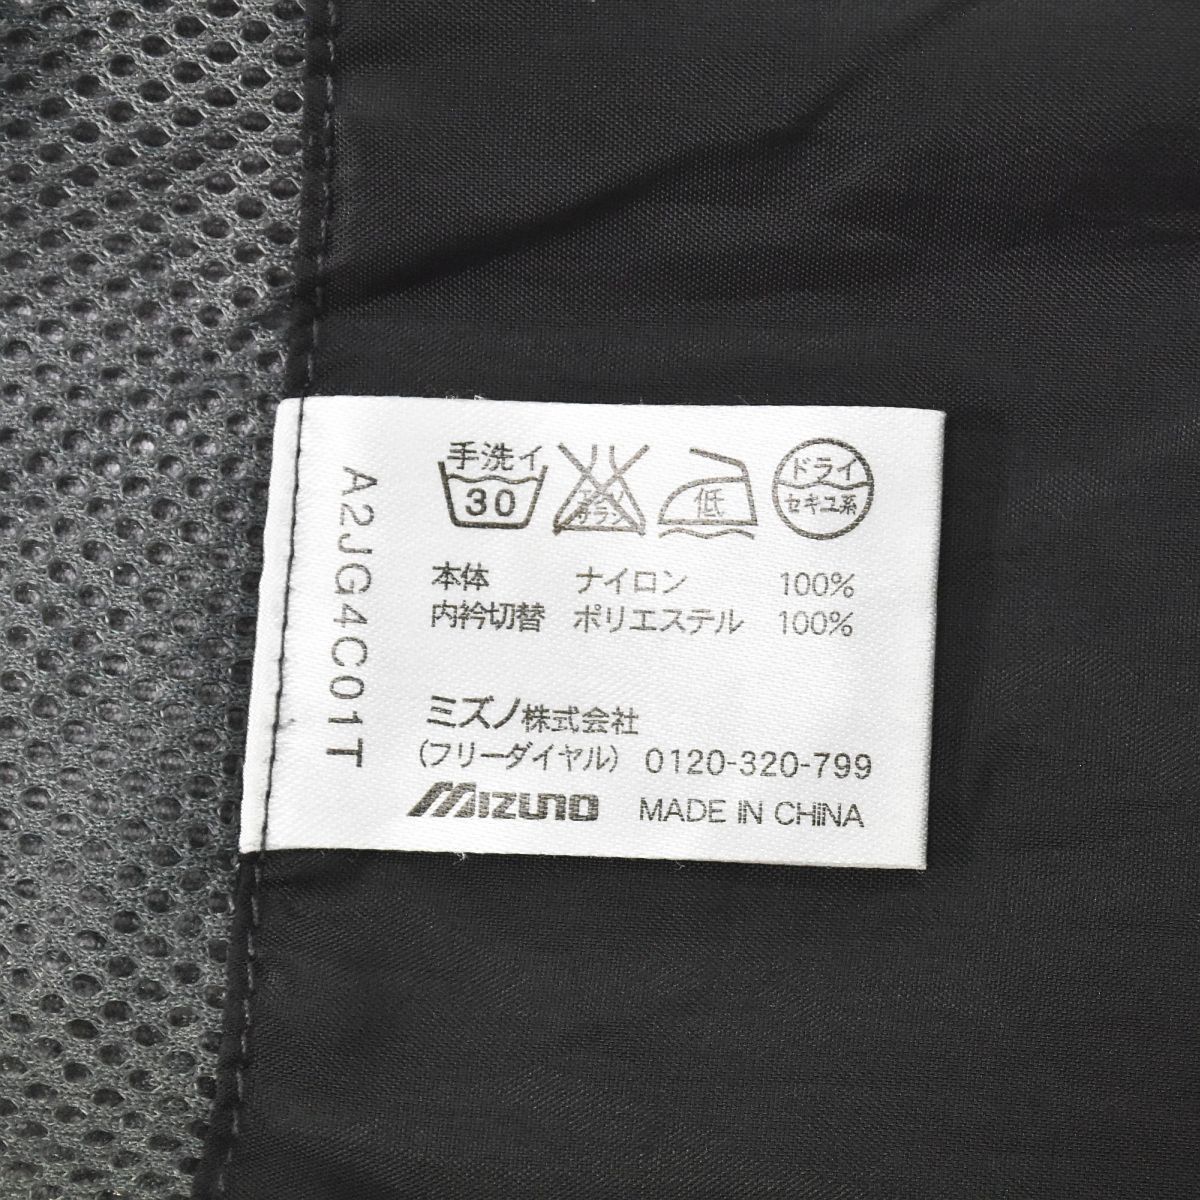 手洗イ
30
低
ドライ
セキユ系
本体 ナイロン 100%
内衿切替 ポリエステル 100%
ミズノ株式会社
(フリーダイヤル) 0120-320-799
MIZUNO MADE IN CHINA
A2JG4C01T